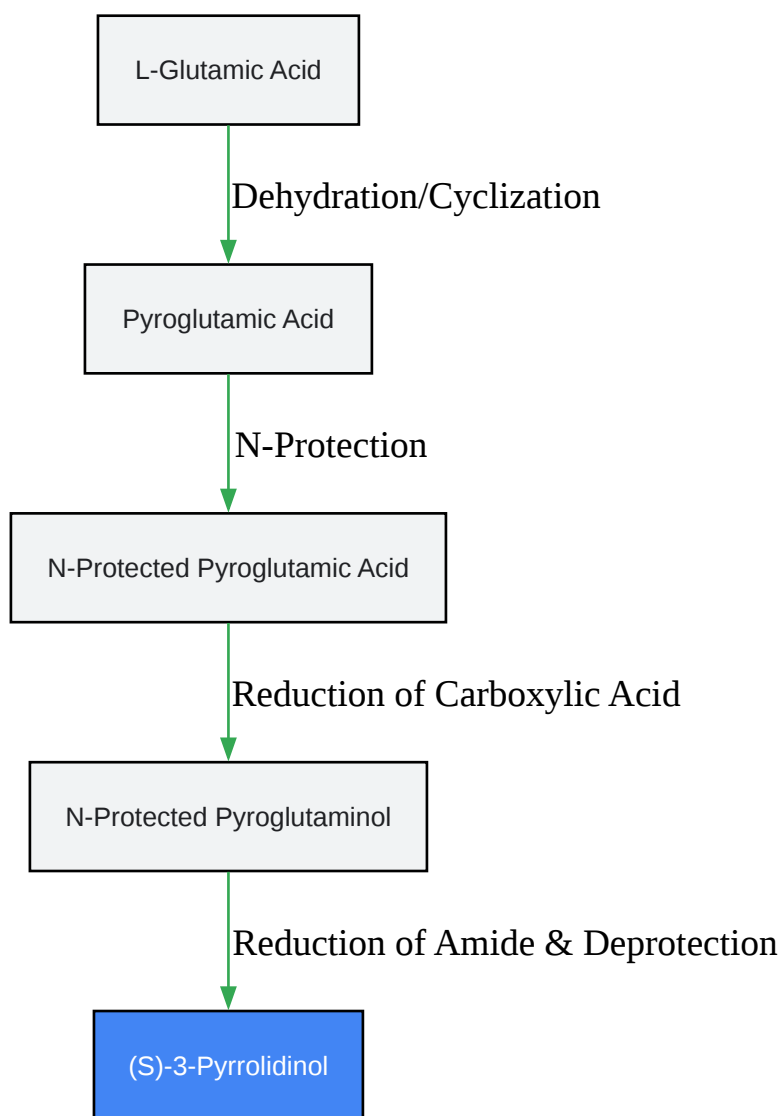 L-Glutamic Acid
Dehydration/Cyclization
Pyroglutamic Acid
N-Protection
N-Protected Pyroglutamic Acid
Reduction of Carboxylic Acid
N-Protected Pyroglutaminol
Reduction of Amide & Deprotection
(S)-3-Pyrrolidinol